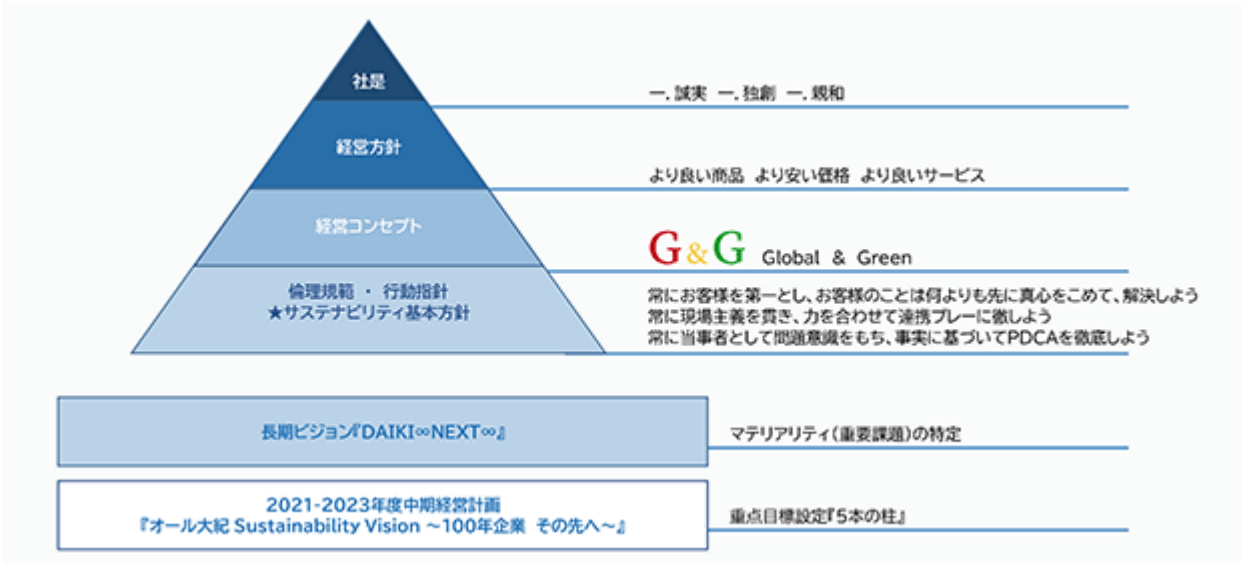 社是
一. 誠実 一. 独創 一. 親和
経営方針
より良い商品 より安い価格 より良いサービス
経営コンセプト
G&G Global & Green
倫理規範 ・ 行動指針
★サステナビリティ基本方針
常にお客様を第一とし、お客様のことは何よりも先に真心をこめて、解決しよう
常に現場主義を貫き、力を合わせて連携プレーに徹しよう
常に当事者として問題意識をもち、事実に基づいてPDCAを徹底しよう
長期ビジョン『DAIKI∞NEXT∞』
マテリアリティ(重要課題)の特定
2021-2023年度中期経営計画
『オール大紀 Sustainability Vision ～100年企業 その先へ～』
重点目標設定『5本の柱』